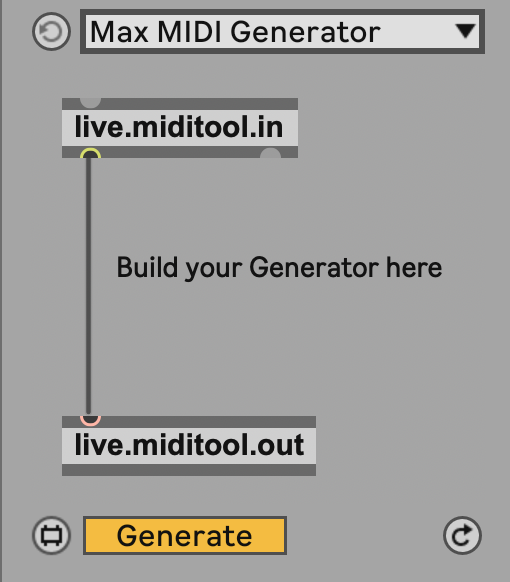 Max MIDI Generator
live.miditool.in
Build your Generator here
live.miditool.out
Generate